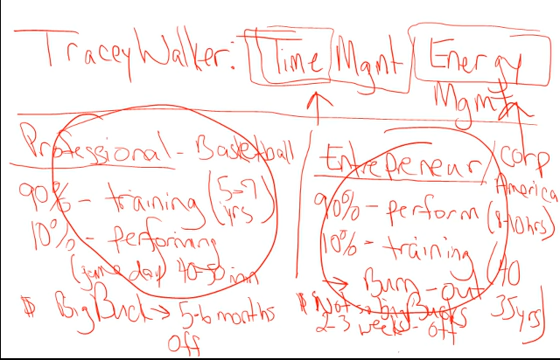 Tracey Walker: Time Mgmt Energy
Mgmt
Professional - Basketball
90% - training (5-7
yrs)
10% - performing
(game day 40-50 min
$ Big Buck → 5-6 months
off
Entrepreneur / Corp
America
90% - perform (8-10 hrs)
10% - training
→ Burn-out (40
35 yrs)
$ Not → big Bucks
2-3 weeks - off